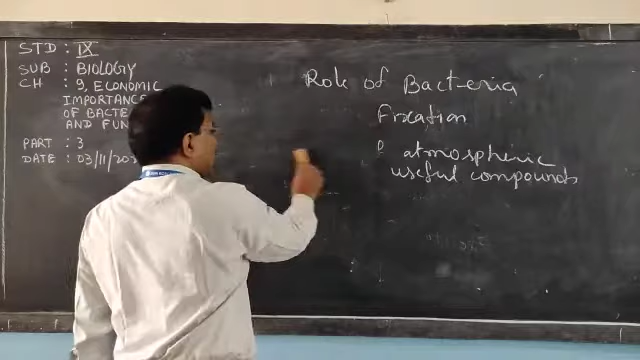 STD : IX
SUB : BIOLOGY
CH : 9, ECONOMIC
IMPORTANCE
OF BACTE
AND FUN
PART : 3
DATE : 03/11/202
Role of Bacteria
Fixation
atmospheric
useful compounds